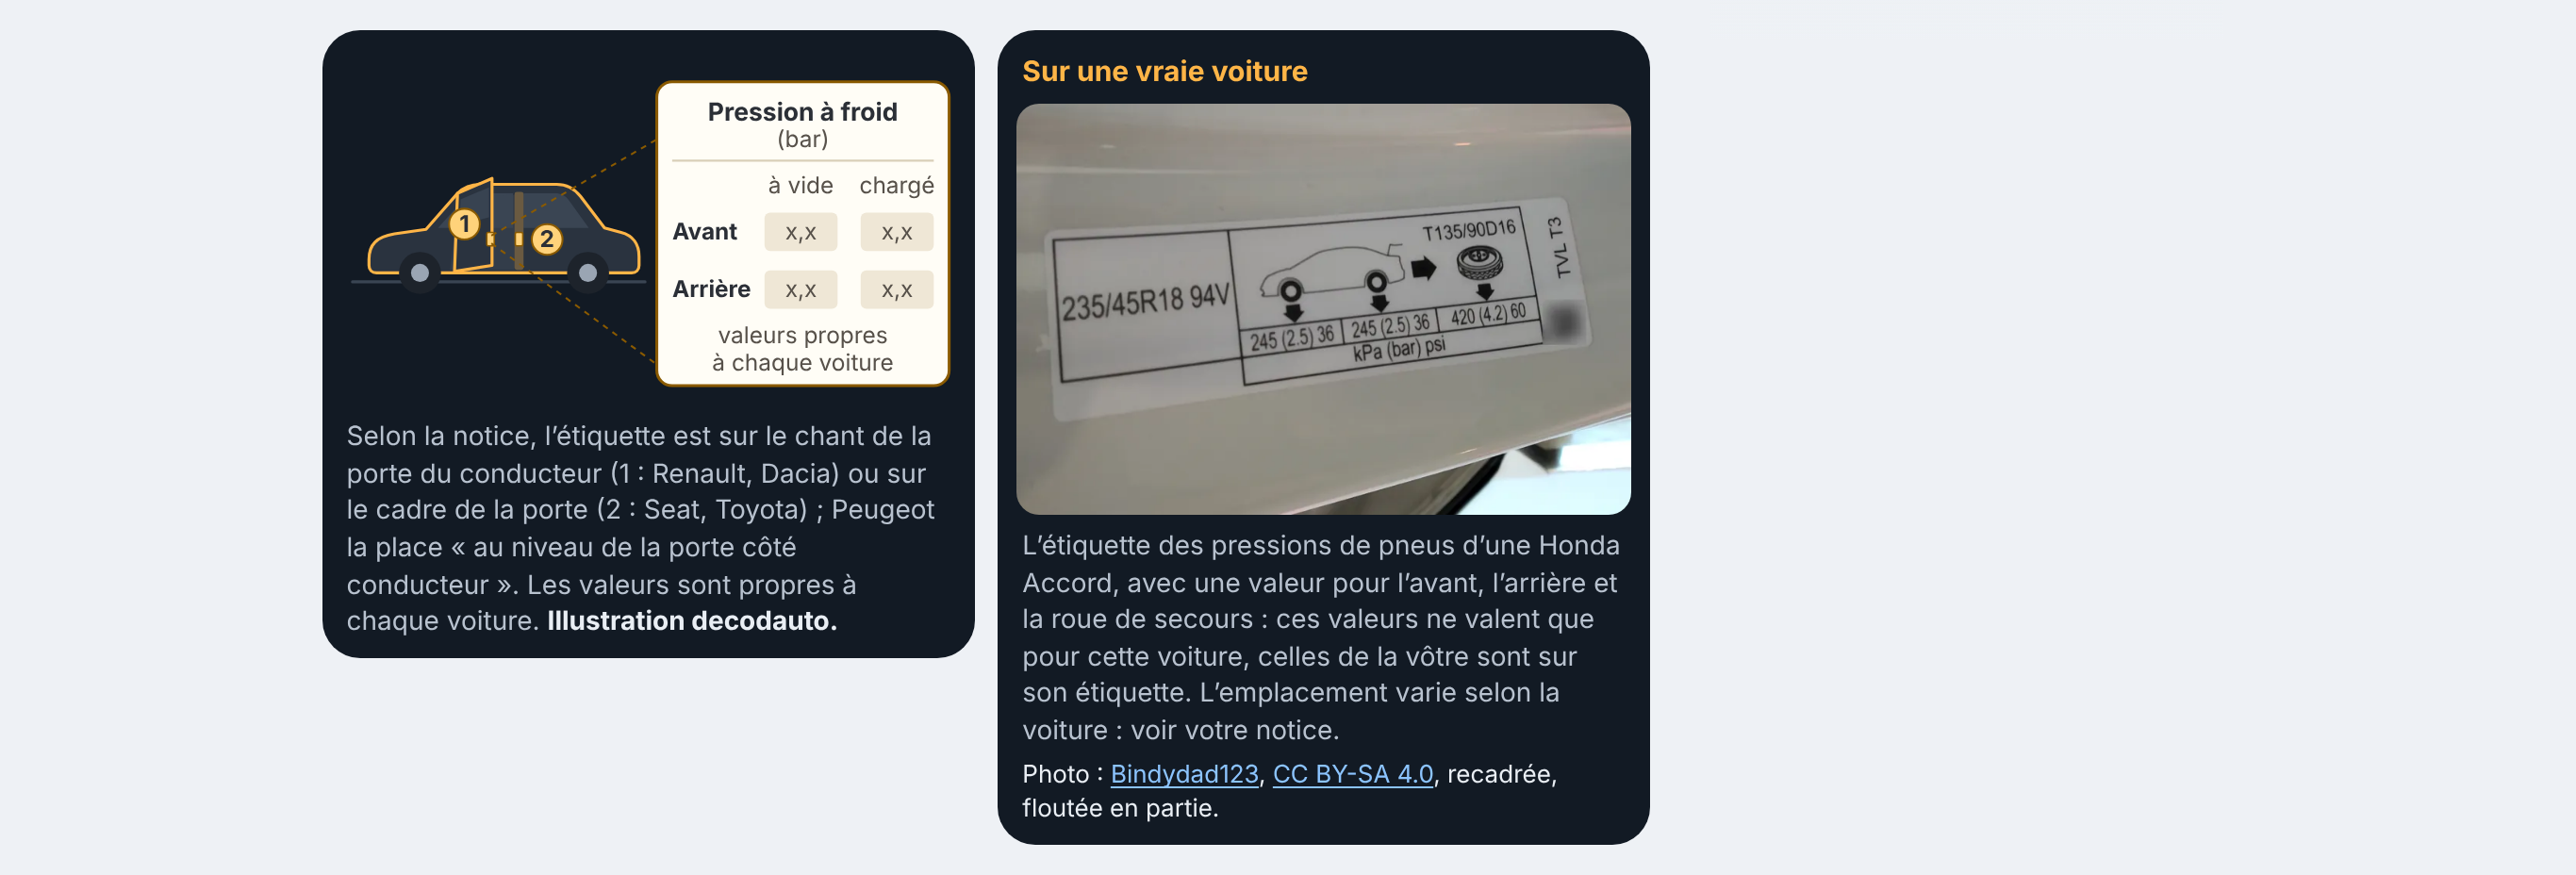 Pression à froid
(bar)
à vide chargé
Avant x,x x,x
Arrière x,x x,x
valeurs propres
à chaque voiture
1
2
Selon la notice, l’étiquette est sur le chant de la
porte du conducteur (1 : Renault, Dacia) ou sur
le cadre de la porte (2 : Seat, Toyota) ; Peugeot
la place « au niveau de la porte côté
conducteur ». Les valeurs sont propres à
chaque voiture. Illustration decodauto.
Sur une vraie voiture
235/45R18 94V
T135/90D16
TVL T3
245 (2.5) 36 245 (2.5) 36 420 (4.2) 60
kPa (bar) psi
L’étiquette des pressions de pneus d’une Honda
Accord, avec une valeur pour l’avant, l’arrière et
la roue de secours : ces valeurs ne valent que
pour cette voiture, celles de la vôtre sont sur
son étiquette. L’emplacement varie selon la
voiture : voir votre notice.
Photo : Bindydad123, CC BY-SA 4.0, recadrée,
floutée en partie.